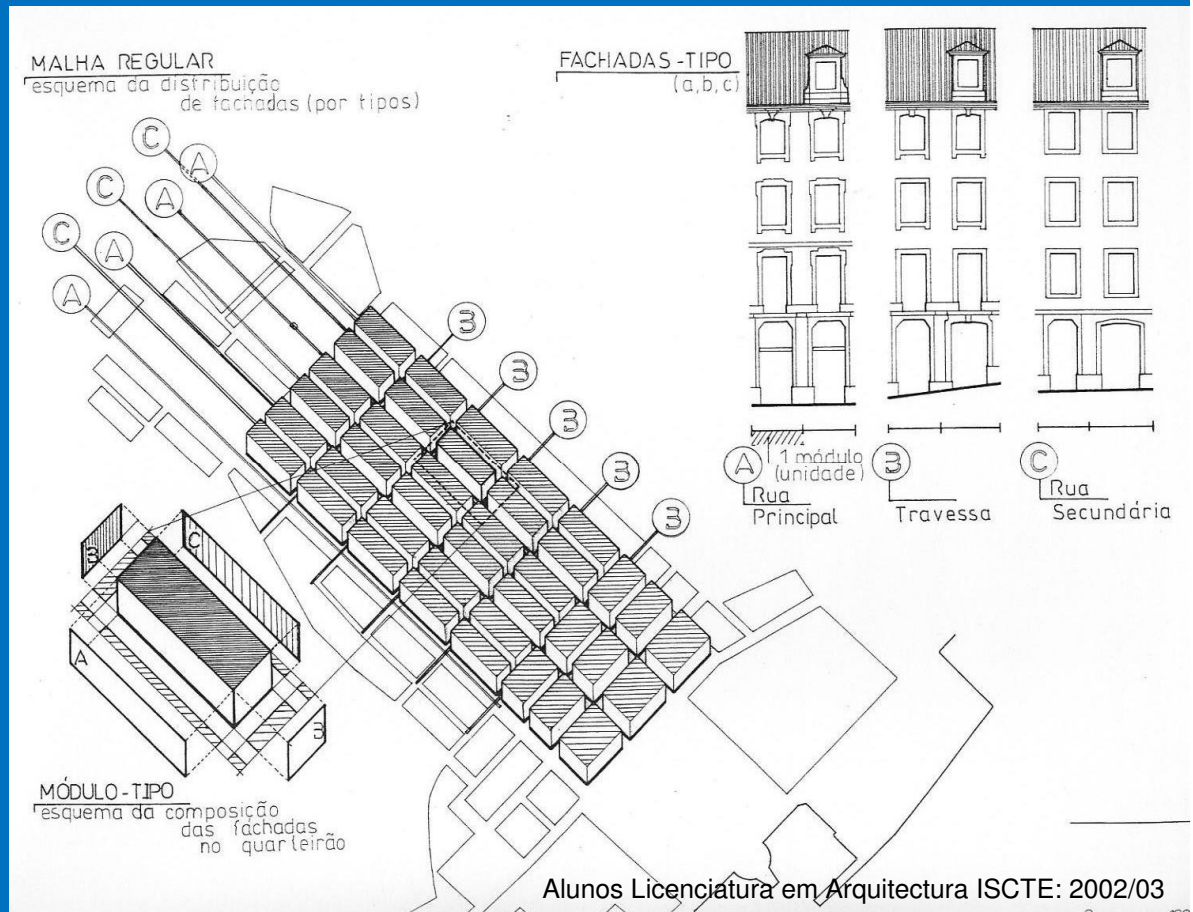 MALHA REGULAR
esquema da distribuição
de fachadas (por tipos)
FACHADAS-TIPO
(a,b,c)
C
A
C
A
C
A
A
B
B
B
B
B
A
1 módulo
(unidade)
Rua
Principal
B
Travessa
C
Rua
Secundária
B
C
A
B
MÓDULO-TIPO
esquema da composição
das fachadas
no quarteirão
Alunos Licenciatura em Arquitectura ISCTE: 2002/03